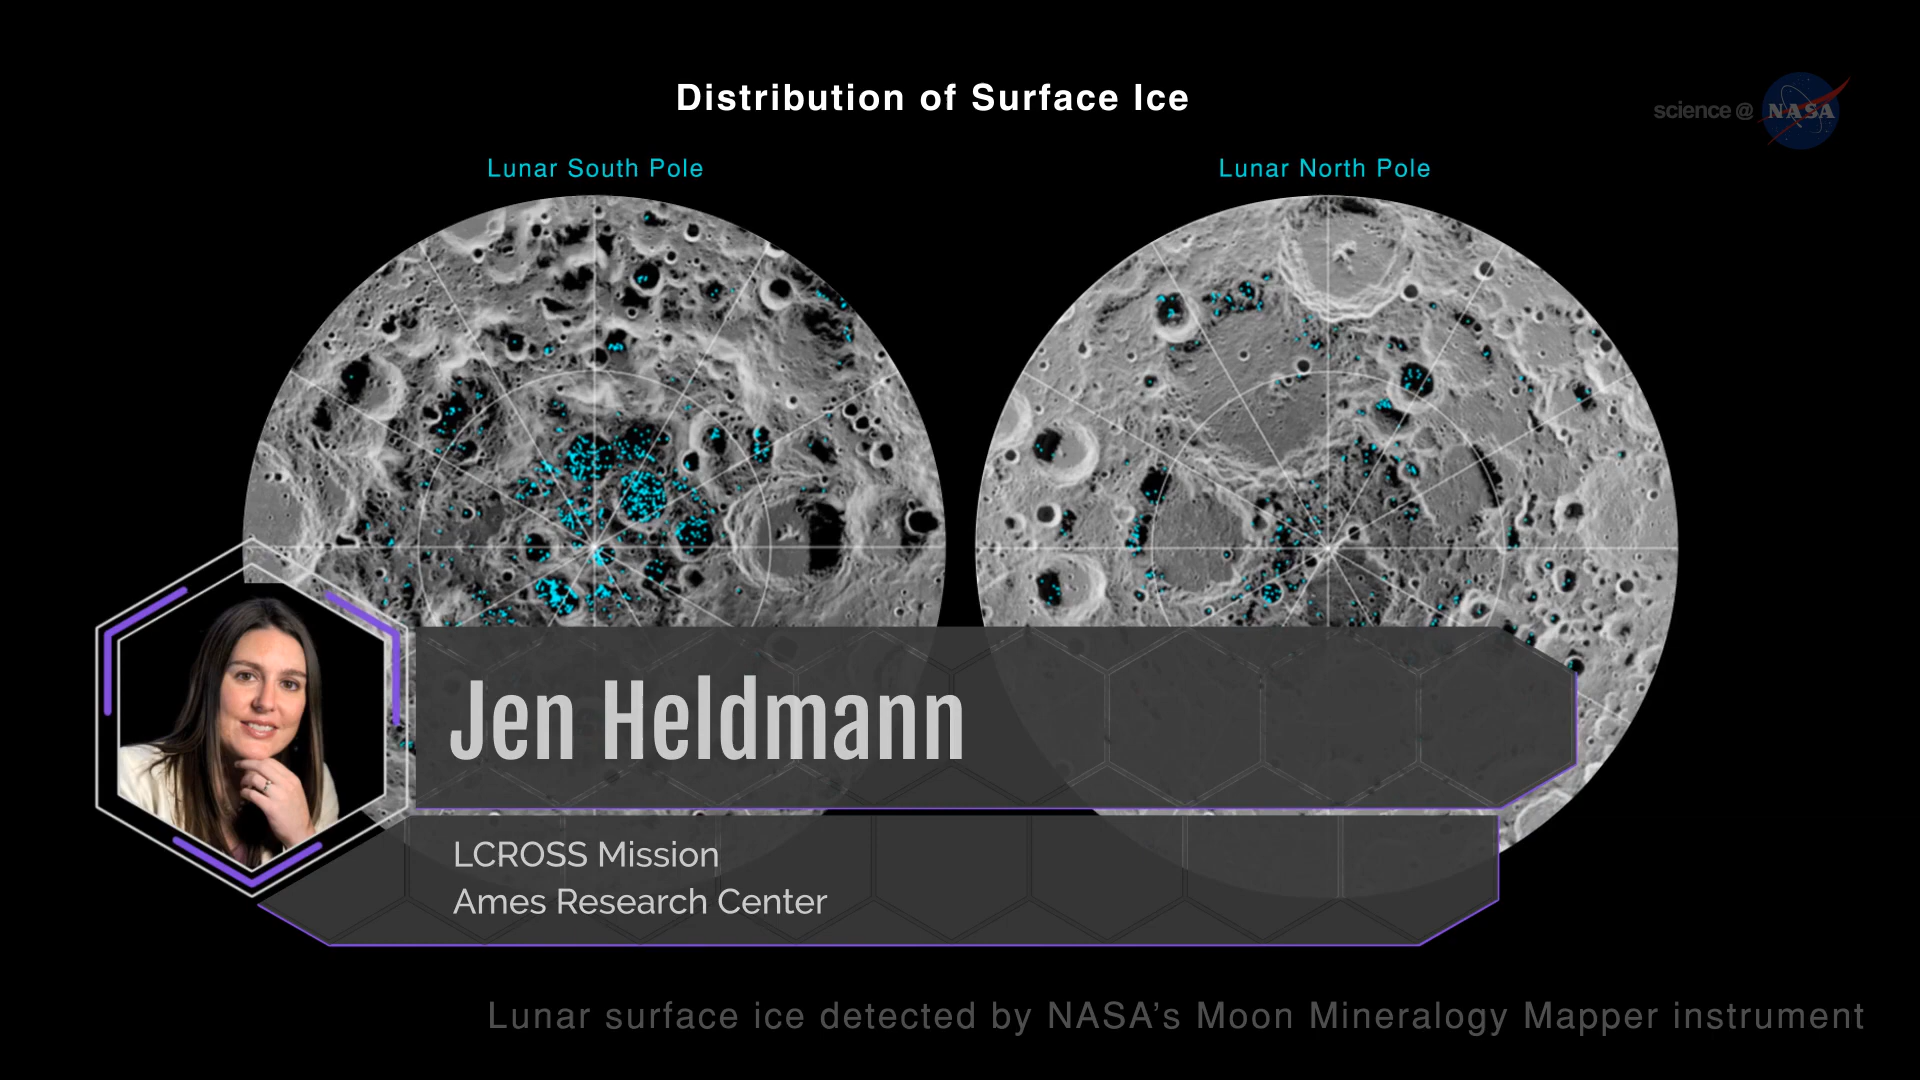 Distribution of Surface Ice
science @ NASA
Lunar South Pole
Lunar North Pole
Jen Heldmann
LCROSS Mission
Ames Research Center
Lunar surface ice detected by NASA’s Moon Mineralogy Mapper instrument